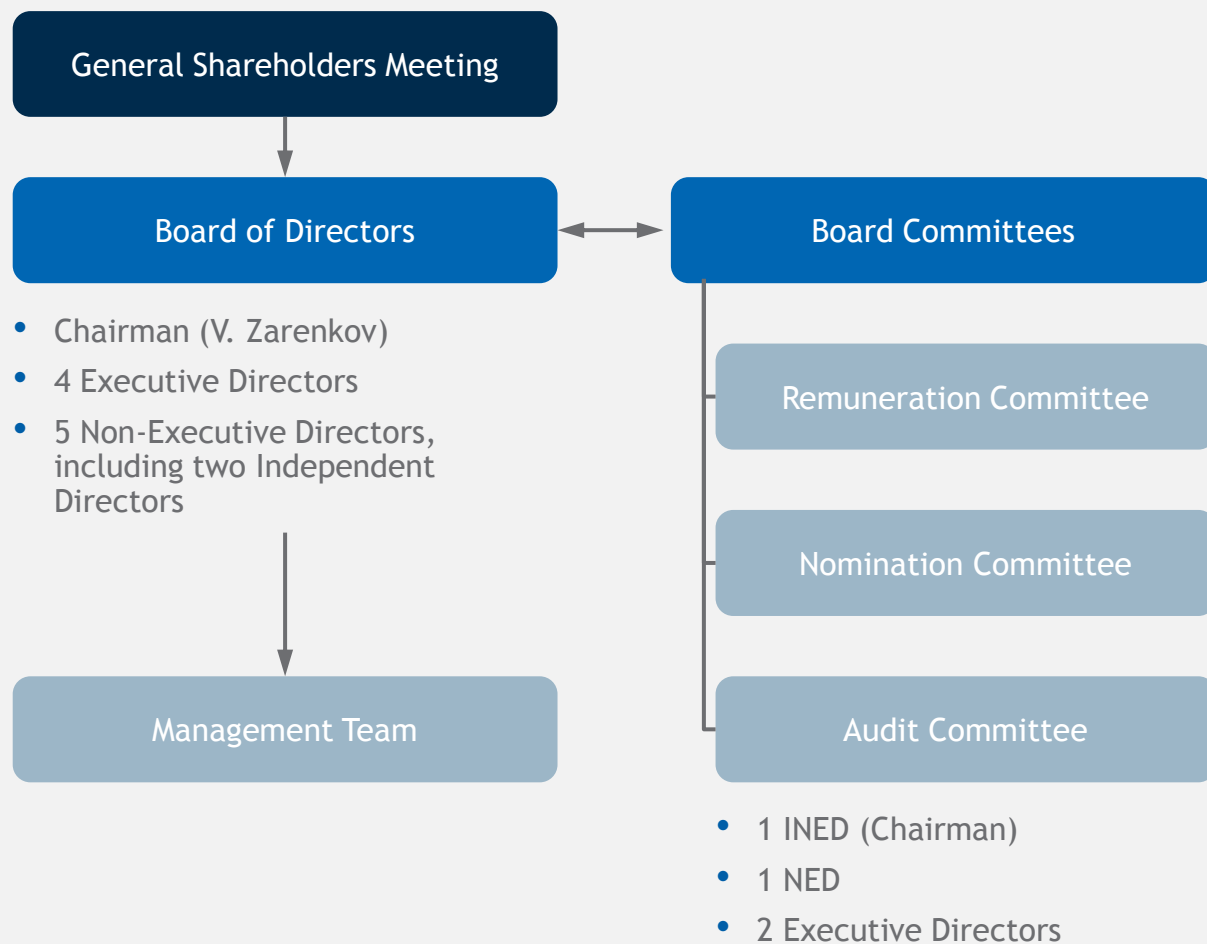 General Shareholders Meeting
Board of Directors
Board Committees
• Chairman (V. Zarenkov)
• 4 Executive Directors
• 5 Non-Executive Directors,
including two Independent
Directors
Remuneration Committee
Nomination Committee
Management Team
Audit Committee
• 1 INED (Chairman)
• 1 NED
• 2 Executive Directors